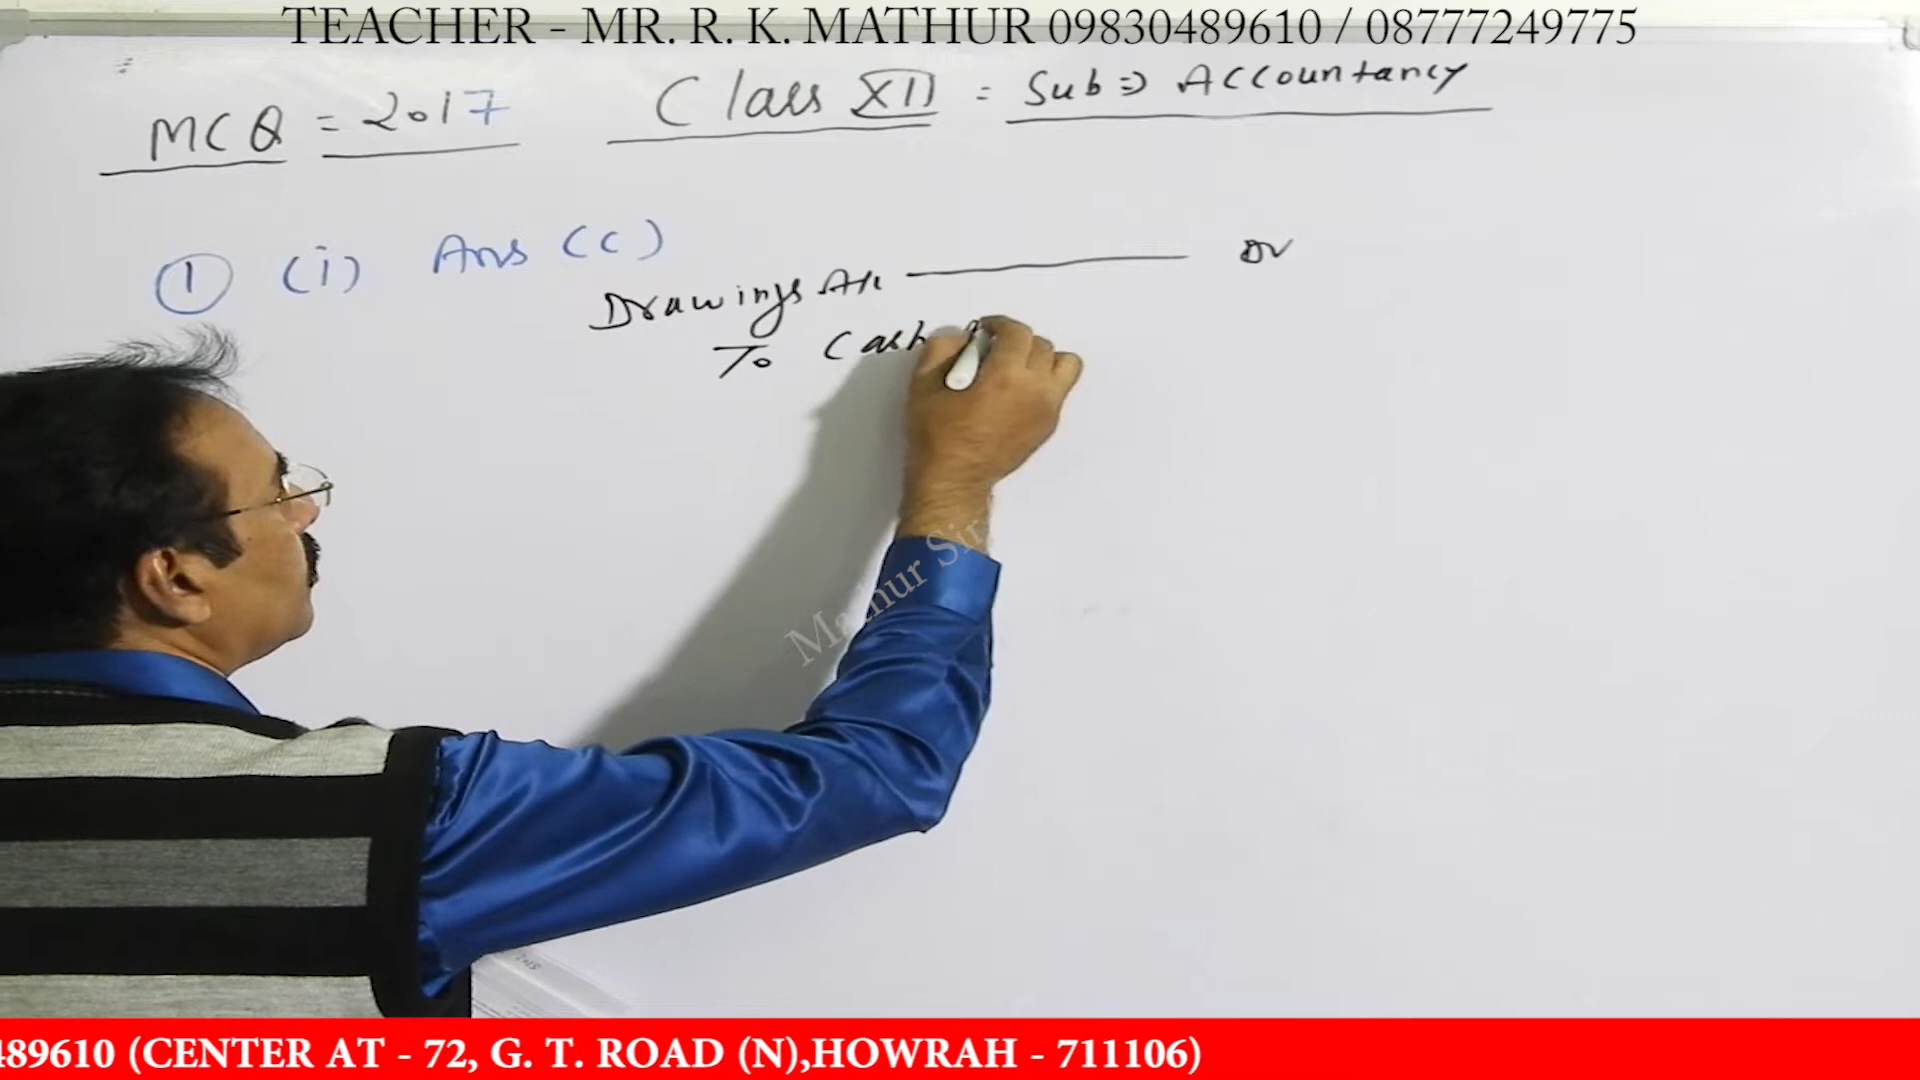 TEACHER - MR. R. K. MATHUR 09830489610 / 08777249775
MCQ = 2017 Class XII = Sub => Accountancy
① (i) Ans (c)
Drawings A/c ——— Dr
To Cash
Mathur Sir
489610 (CENTER AT - 72, G. T. ROAD (N),HOWRAH - 711106)